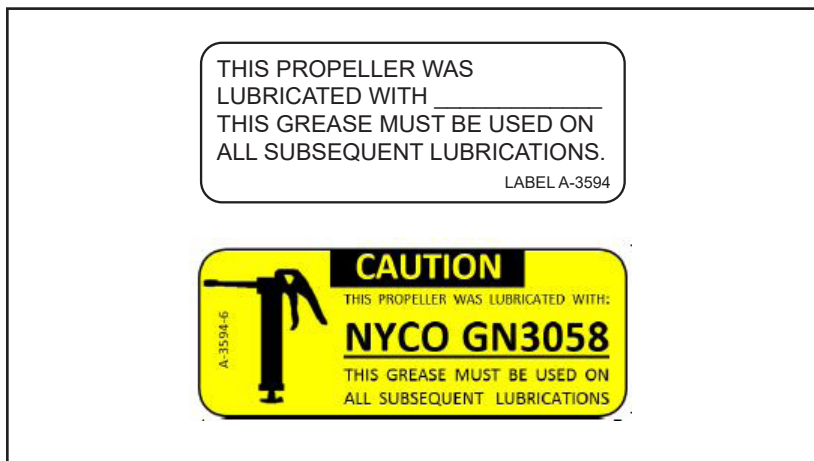 THIS PROPELLER WAS
LUBRICATED WITH _____________
THIS GREASE MUST BE USED ON
ALL SUBSEQUENT LUBRICATIONS.
LABEL A-3594
CAUTION
THIS PROPELLER WAS LUBRICATED WITH:
A-3594-6
NYCO GN3058
THIS GREASE MUST BE USED ON
ALL SUBSEQUENT LUBRICATIONS